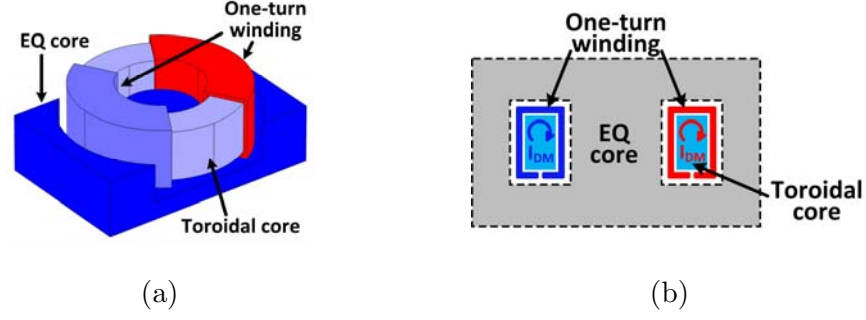 One-turn
winding
EQ core
Toroidal core
(a)
One-turn
winding
EQ
core
IDM
IDM
Toroidal
core
(b)